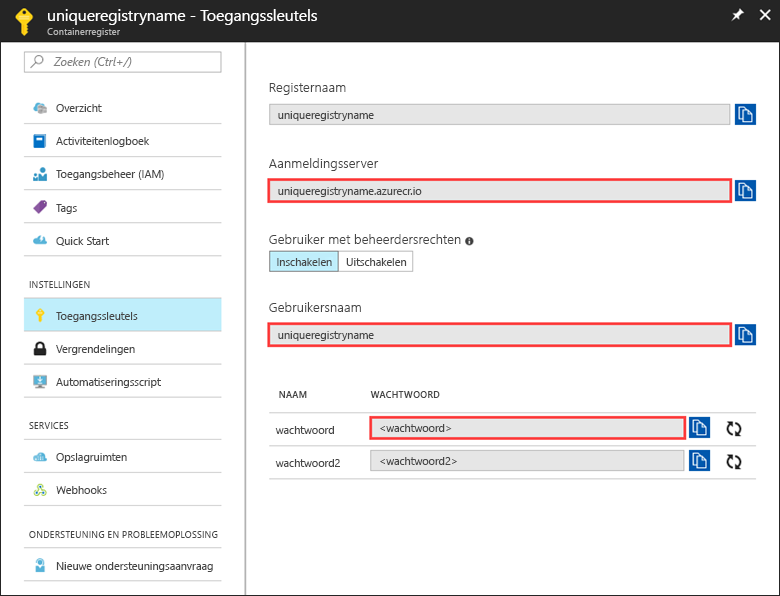 uniqueregistryname - Toegangssleutels
Containerregister
Zoeken (Ctrl+/)
Overzicht
Activiteitenlogboek
Toegangsbeheer (IAM)
Tags
Quick Start
INSTELLINGEN
Toegangssleutels
Vergrendelingen
Automatiseringsscript
SERVICES
Opslagruimten
Webhooks
ONDERSTEUNING EN PROBLEEMOPLOSSING
Nieuwe ondersteuningsaanvraag
Registernaam
uniqueregistryname
Aanmeldingsserver
uniqueregistryname.azurecr.io
Gebruiker met beheerdersrechten
Inschakelen Uitschakelen
Gebruikersnaam
uniqueregistryname
NAAM WACHTWOORD
wachtwoord <wachtwoord>
wachtwoord2 <wachtwoord2>